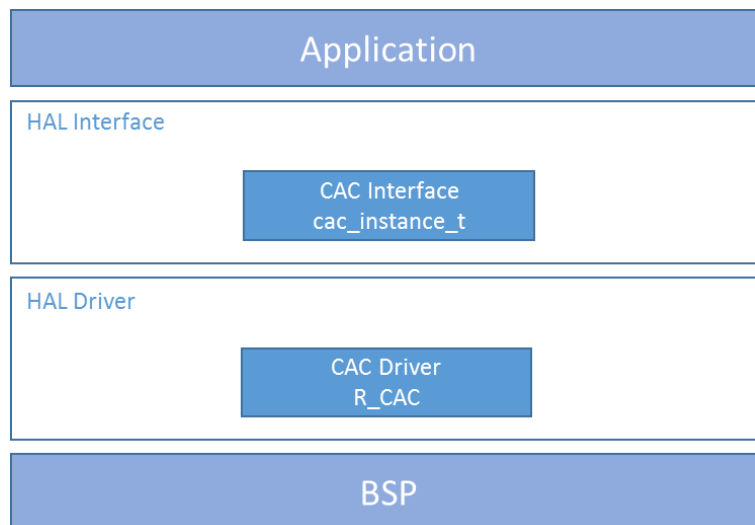 Application
HAL Interface
CAC Interface
cac_instance_t
HAL Driver
CAC Driver
R_CAC
BSP